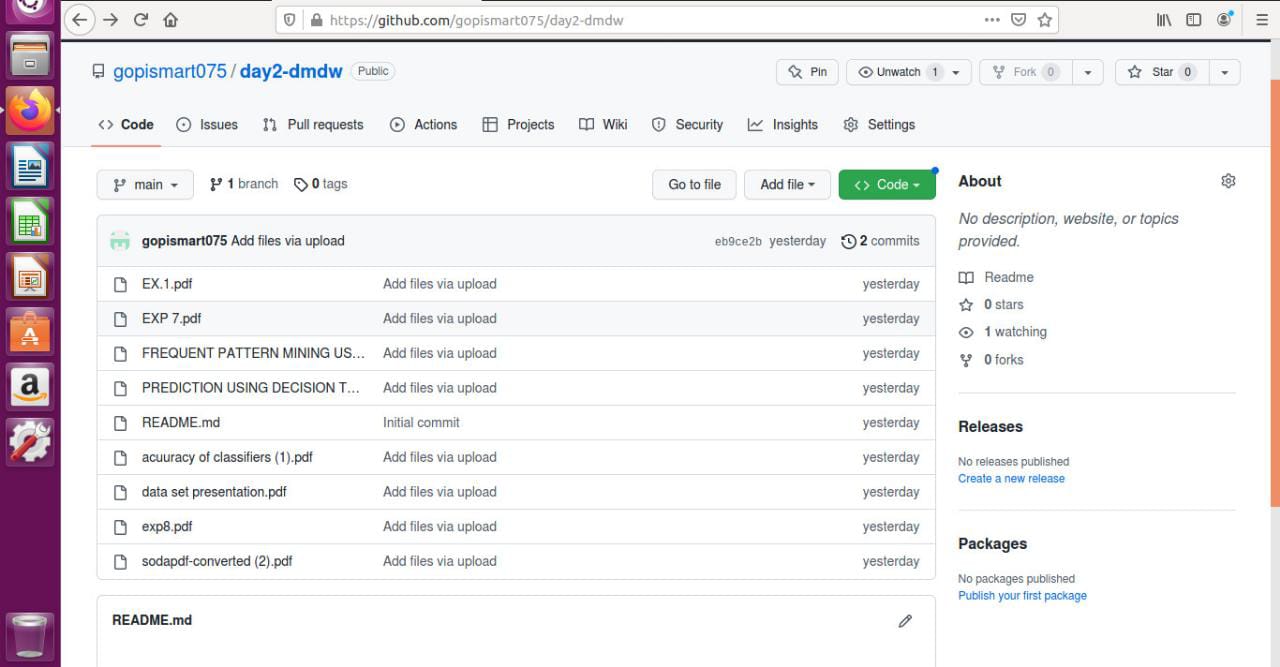 https://github.com/gopismart075/day2-dmdw
gopismart075 / day2-dmdw Public
Pin Unwatch 1 Fork 0 Star 0
Code Issues Pull requests Actions Projects Wiki Security Insights Settings
main 1 branch 0 tags Go to file Add file Code
gopismart075 Add files via upload eb9ce2b yesterday 2 commits
EX.1.pdf Add files via upload yesterday
EXP 7.pdf Add files via upload yesterday
FREQUENT PATTERN MINING US... Add files via upload yesterday
PREDICTION USING DECISION T... Add files via upload yesterday
README.md Initial commit yesterday
acuuracy of classifiers (1).pdf Add files via upload yesterday
data set presentation.pdf Add files via upload yesterday
exp8.pdf Add files via upload yesterday
sodapdf-converted (2).pdf Add files via upload yesterday
README.md
About
No description, website, or topics
provided.
Readme
0 stars
1 watching
0 forks
Releases
No releases published
Create a new release
Packages
No packages published
Publish your first package